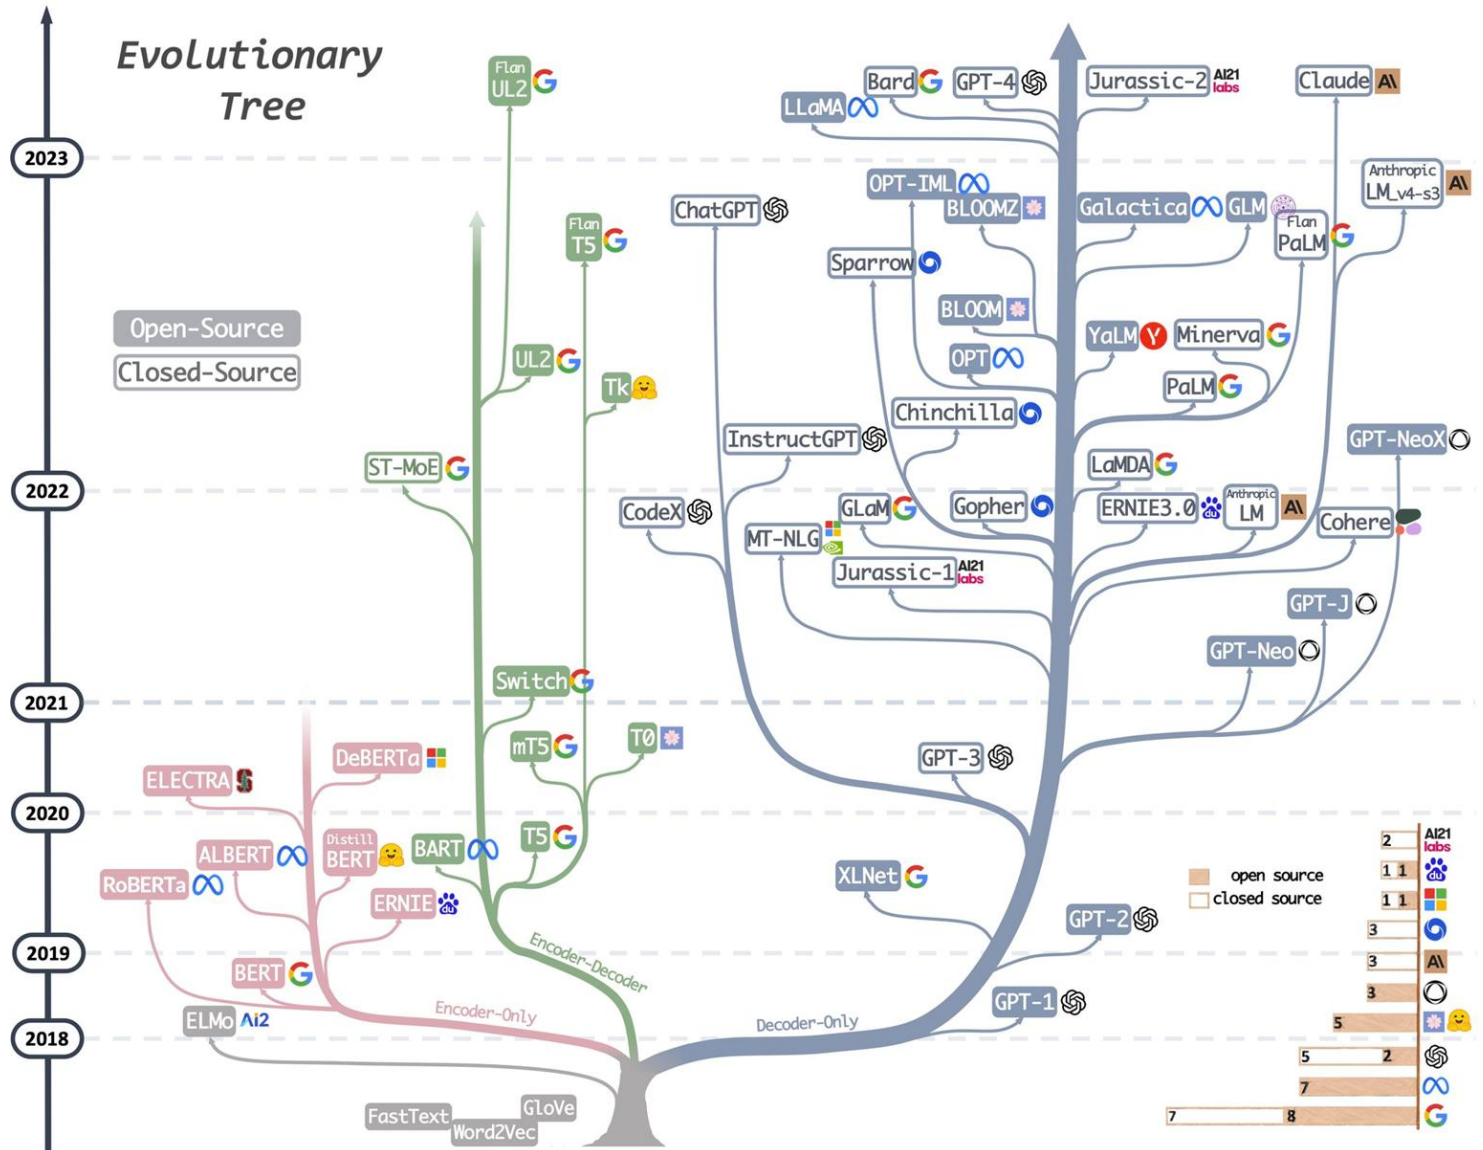 Evolutionary
Tree
2023
2022
2021
2020
2019
2018
Open-Source
Closed-Source
Flan
UL2
Flan
T5
UL2
Tk
ST-MoE
Switch
mT5
T0
BART
T5
Encoder-Decoder
DeBERTa
ELECTRA
S
ALBERT
Distill
BERT
RoBERTa
ERNIE
du
BERT
Encoder-Only
ELMo
Ai2
FastText
Word2Vec
GloVe
Bard
GPT-4
Jurassic-2
AI21
labs
Claude
A\
LLaMA
OPT-IML
BLOOMZ
Galactica
GLM
Anthropic
LM_v4-s3
A\
ChatGPT
Flan
PaLM
Sparrow
BLOOM
YaLM
Y
Minerva
OPT
PaLM
Chinchilla
InstructGPT
GPT-NeoX
LaMDA
CodeX
GLaM
Gopher
ERNIE3.0
du
Anthropic
LM
A\
Cohere
MT-NLG
Jurassic-1
AI21
labs
GPT-J
GPT-Neo
GPT-3
XLNet
GPT-2
GPT-1
Decoder-Only
open source
closed source
2
AI21
labs
1 1
du
1 1
3
3
A\
3
5
5 2
7
7 8